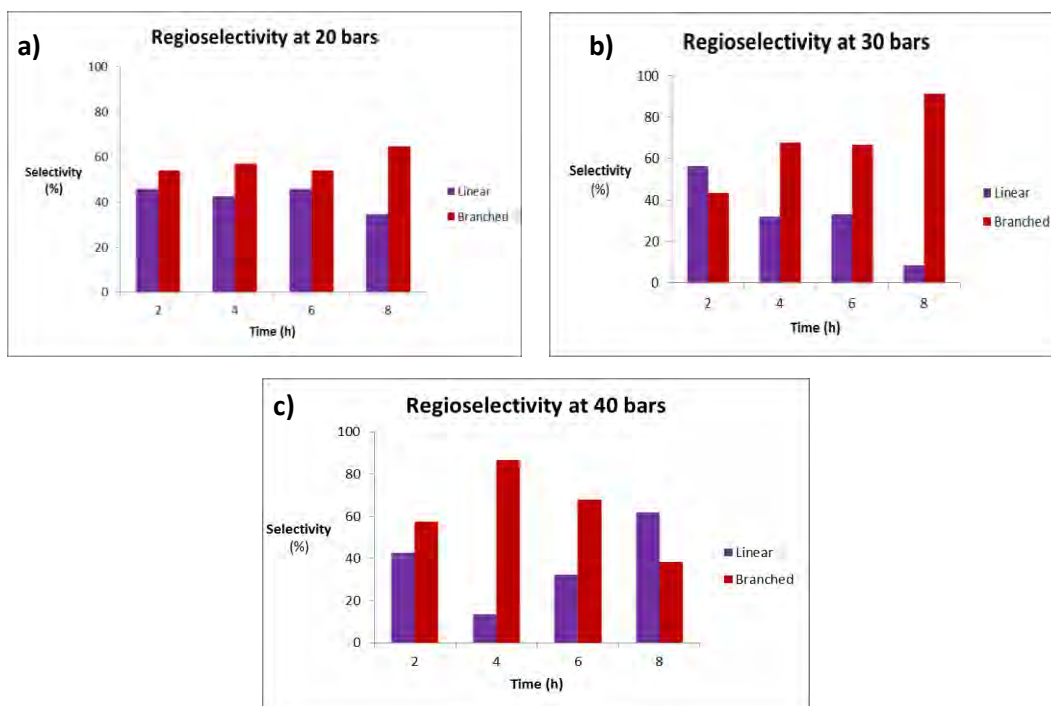 a)
Regioselectivity at 20 bars
100
80
60
40
20
0
Selectivity
(%)
2 4 6 8
Time (h)
Linear
Branched
b)
Regioselectivity at 30 bars
100
80
60
40
20
0
Selectivity
(%)
2 4 6 8
Time (h)
Linear
Branched
c)
Regioselectivity at 40 bars
100
80
60
40
20
0
Selectivity
(%)
2 4 6 8
Time (h)
Linear
Branched